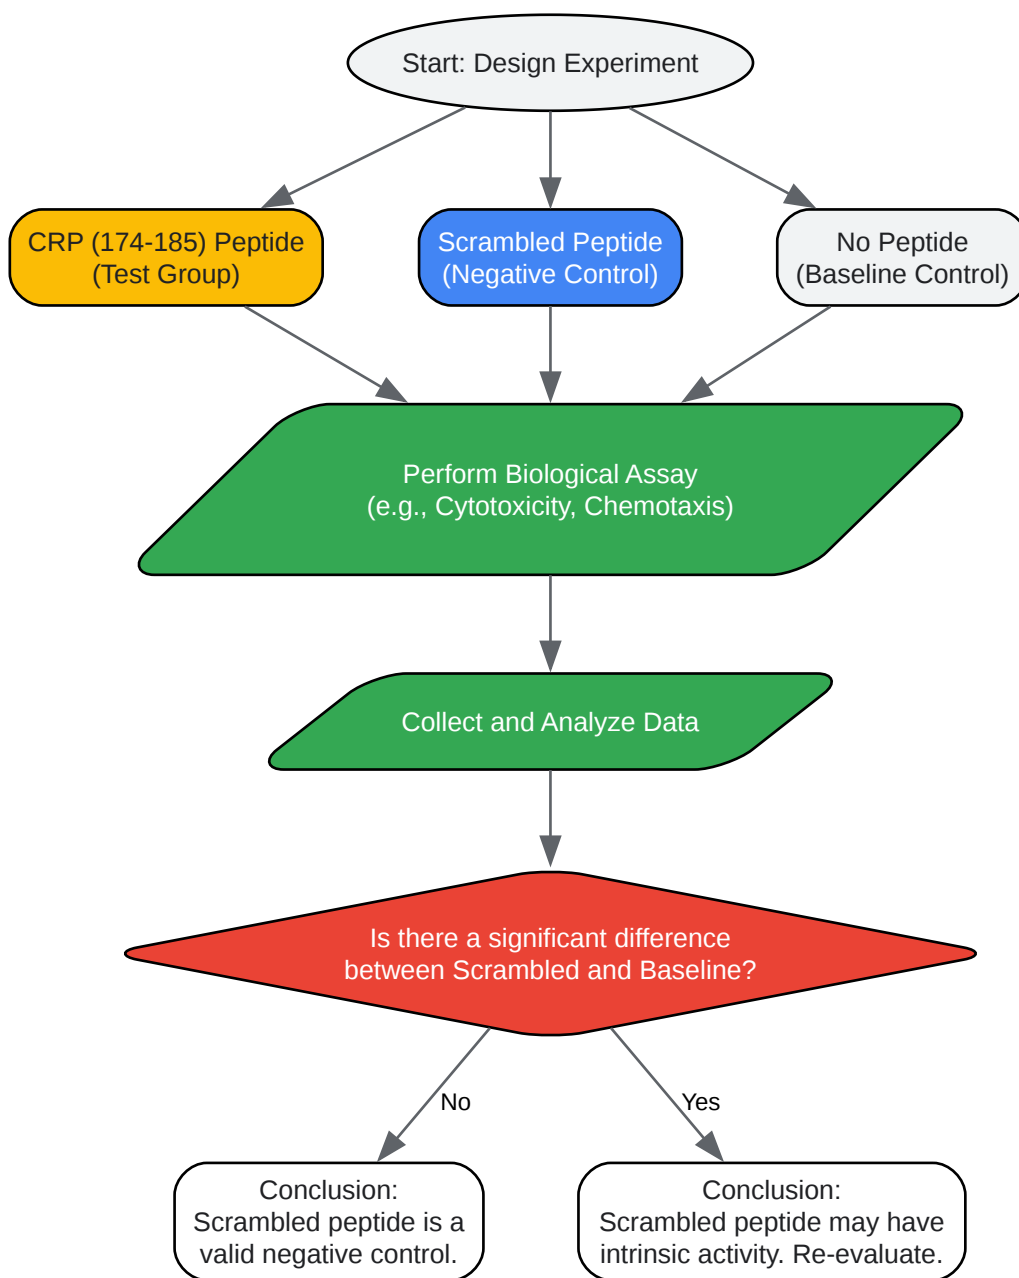 Start: Design Experiment
CRP (174-185) Peptide
(Test Group)
Scrambled Peptide
(Negative Control)
No Peptide
(Baseline Control)
Perform Biological Assay
(e.g., Cytotoxicity, Chemotaxis)
Collect and Analyze Data
Is there a significant difference
between Scrambled and Baseline?
No
Yes
Conclusion:
Scrambled peptide is a
valid negative control.
Conclusion:
Scrambled peptide may have
intrinsic activity. Re-evaluate.